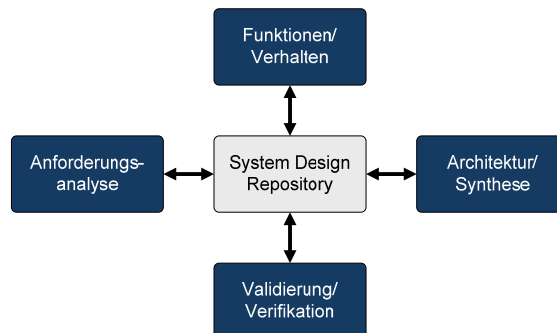 Funktionen/
Verhalten
Anforderungs-
analyse
System Design
Repository
Architektur/
Synthese
Validierung/
Verifikation